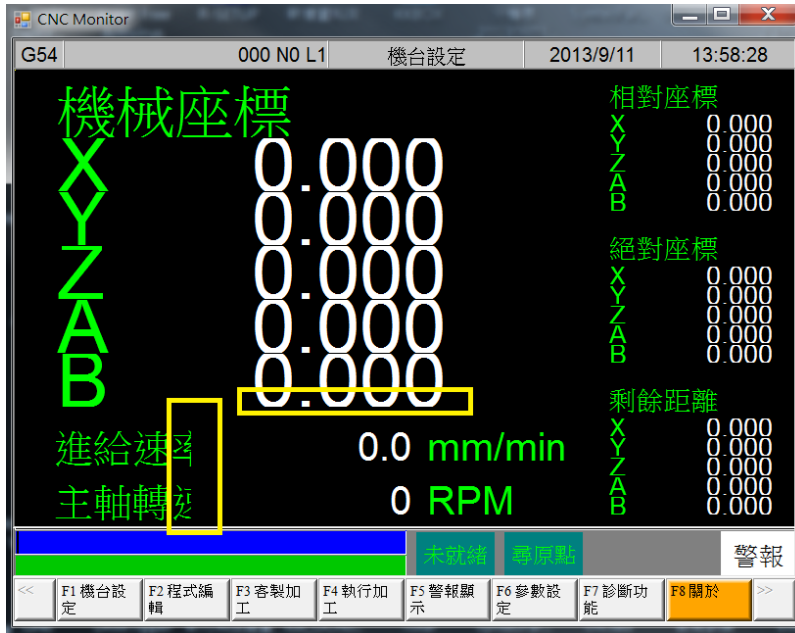 CNC Monitor
G54 000 N0 L1 機台設定 2013/9/11 13:58:28
機械座標
X 0.000
Y 0.000
Z 0.000
A 0.000
B 0.000
進給速率 0.0 mm/min
主軸轉速 0 RPM
相對座標
X 0.000
Y 0.000
Z 0.000
A 0.000
B 0.000
絕對座標
X 0.000
Y 0.000
Z 0.000
A 0.000
B 0.000
剩餘距離
X 0.000
Y 0.000
Z 0.000
A 0.000
B 0.000
未就緒 尋原點 警報
<< F1 機台設
定
F2 程式編
輯
F3 客製加
工
F4 執行加
工
F5 警報顯
示
F6 參數設
定
F7 診斷功
能
F8 關於 >>